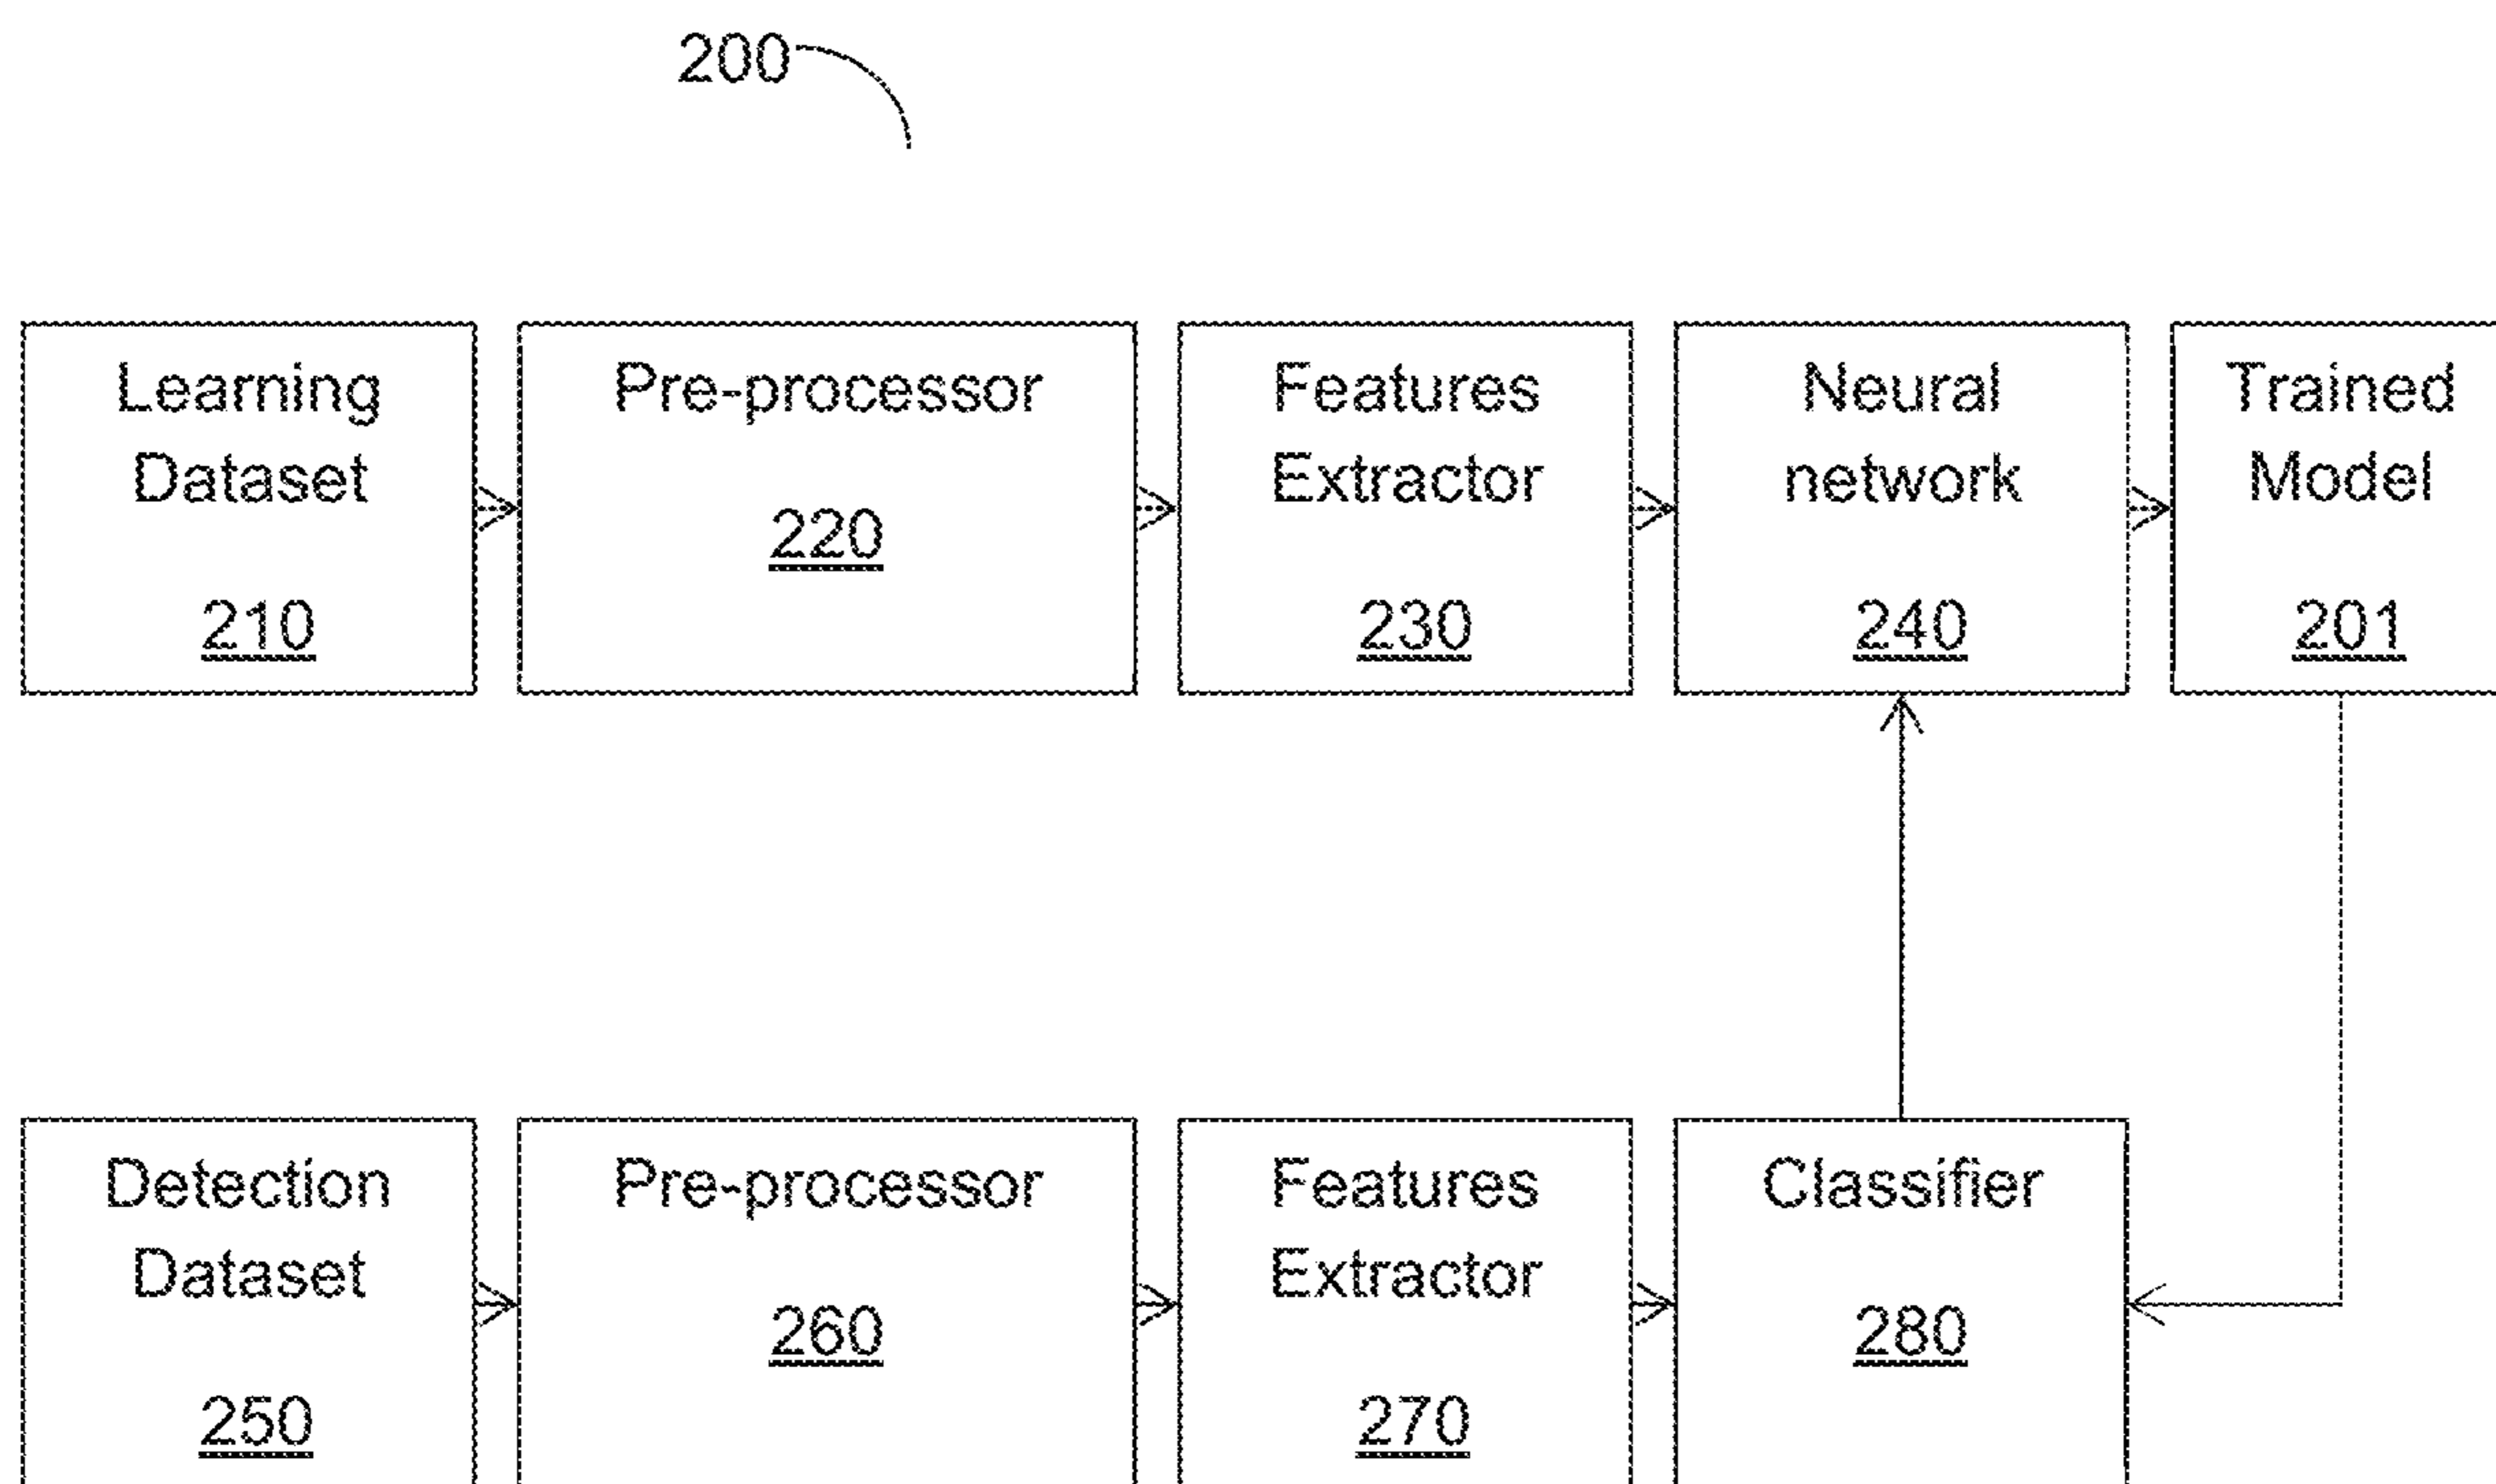 200
Learning
Dataset
210
Pre-processor
220
Features
Extractor
230
Neural
network
240
Trained
Model
201
Detection
Dataset
250
Pre-processor
260
Features
Extractor
270
Classifier
280